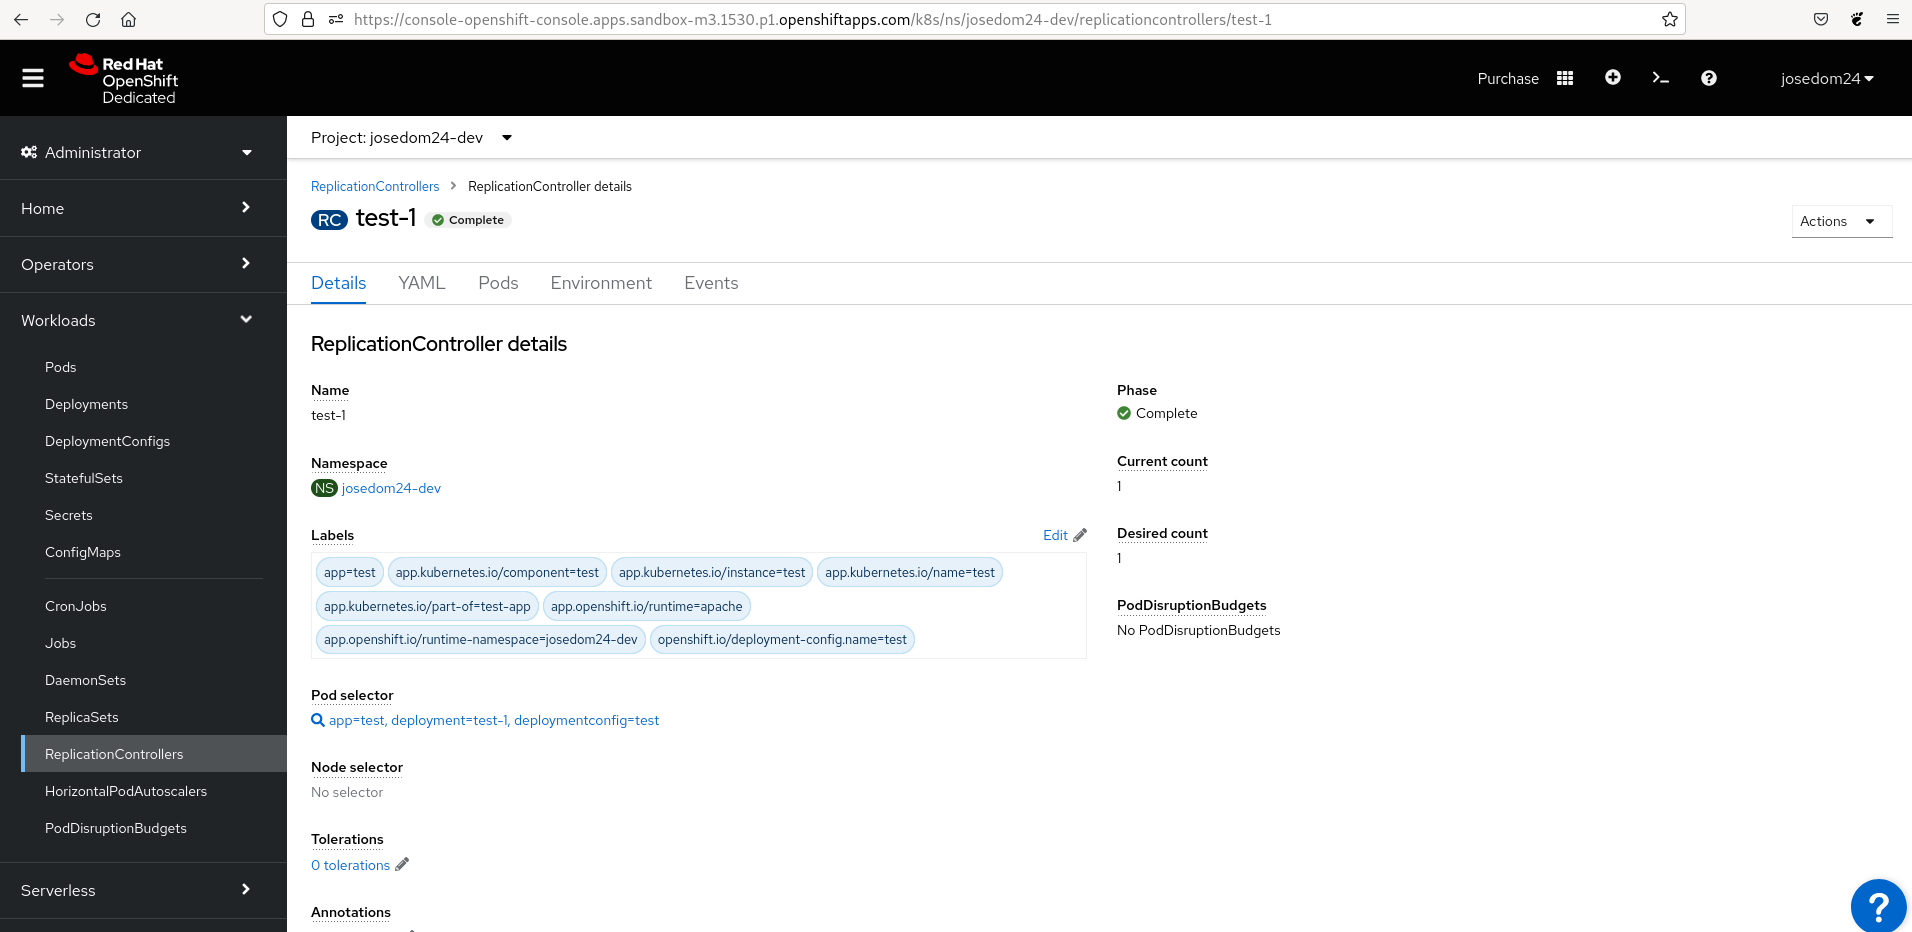 https://console-openshift-console.apps.sandbox-m3.1530.p1.openshiftapps.com/k8s/ns/josedom24-dev/replicationcontrollers/test-1
Red Hat
OpenShift
Dedicated
Purchase
josedom24
Administrator
Home
Operators
Workloads
Pods
Deployments
DeploymentConfigs
StatefulSets
Secrets
ConfigMaps
CronJobs
Jobs
DaemonSets
ReplicaSets
ReplicationControllers
HorizontalPodAutoscalers
PodDisruptionBudgets
Serverless
Project: josedom24-dev
ReplicationControllers > ReplicationController details
RC test-1 Complete
Actions
Details YAML Pods Environment Events
ReplicationController details
Name
test-1
Namespace
NS josedom24-dev
Labels Edit
app=test app.kubernetes.io/component=test app.kubernetes.io/instance=test app.kubernetes.io/name=test
app.kubernetes.io/part-of=test-app app.openshift.io/runtime=apache
app.openshift.io/runtime-namespace=josedom24-dev openshift.io/deployment-config.name=test
Pod selector
app=test, deployment=test-1, deploymentconfig=test
Node selector
No selector
Tolerations
0 tolerations
Annotations
Phase
Complete
Current count
1
Desired count
1
PodDisruptionBudgets
No PodDisruptionBudgets
?